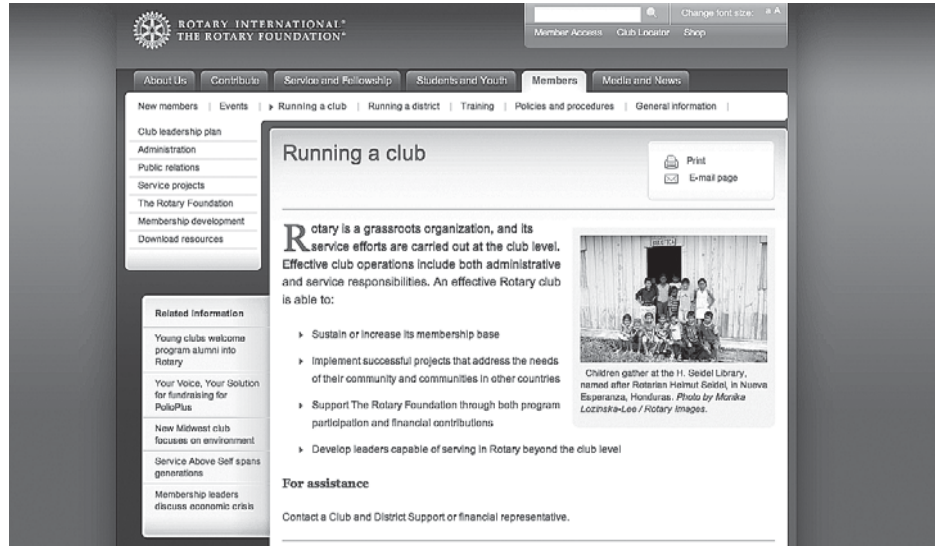 ROTARY INTERNATIONAL®
THE ROTARY FOUNDATION®
Change font size: A A
Member Access Club Locator Shop
About Us Contribute Service and Fellowship Students and Youth Members Media and News
New members | Events | Running a club | Running a district | Training | Policies and procedures | General information |
Club leadership plan
Administration
Public relations
Service projects
The Rotary Foundation
Membership development
Download resources
Related Information
Young clubs welcome
program alumni into
Rotary
Your Voice, Your Solution
for fundraising for
PolioPlus
New Midwest club
focuses on environment
Service Above Self spans
generations
Membership leaders
discuss economic crisis
Running a club
Print
E-mail page
Rotary is a grassroots organization, and its
service efforts are carried out at the club level.
Effective club operations include both administrative
and service responsibilities. An effective Rotary club
is able to:
Sustain or increase its membership base
Implement successful projects that address the needs
of their community and communities in other countries
Support The Rotary Foundation through both program
participation and financial contributions
Develop leaders capable of serving in Rotary beyond the club level
Children gather at the H. Seidel Library,
named after Rotarian Helmut Seidel, in Nueva
Esperanza, Honduras. Photo by Monika
Lozinska-Lee / Rotary Images.
For assistance
Contact a Club and District Support or financial representative.